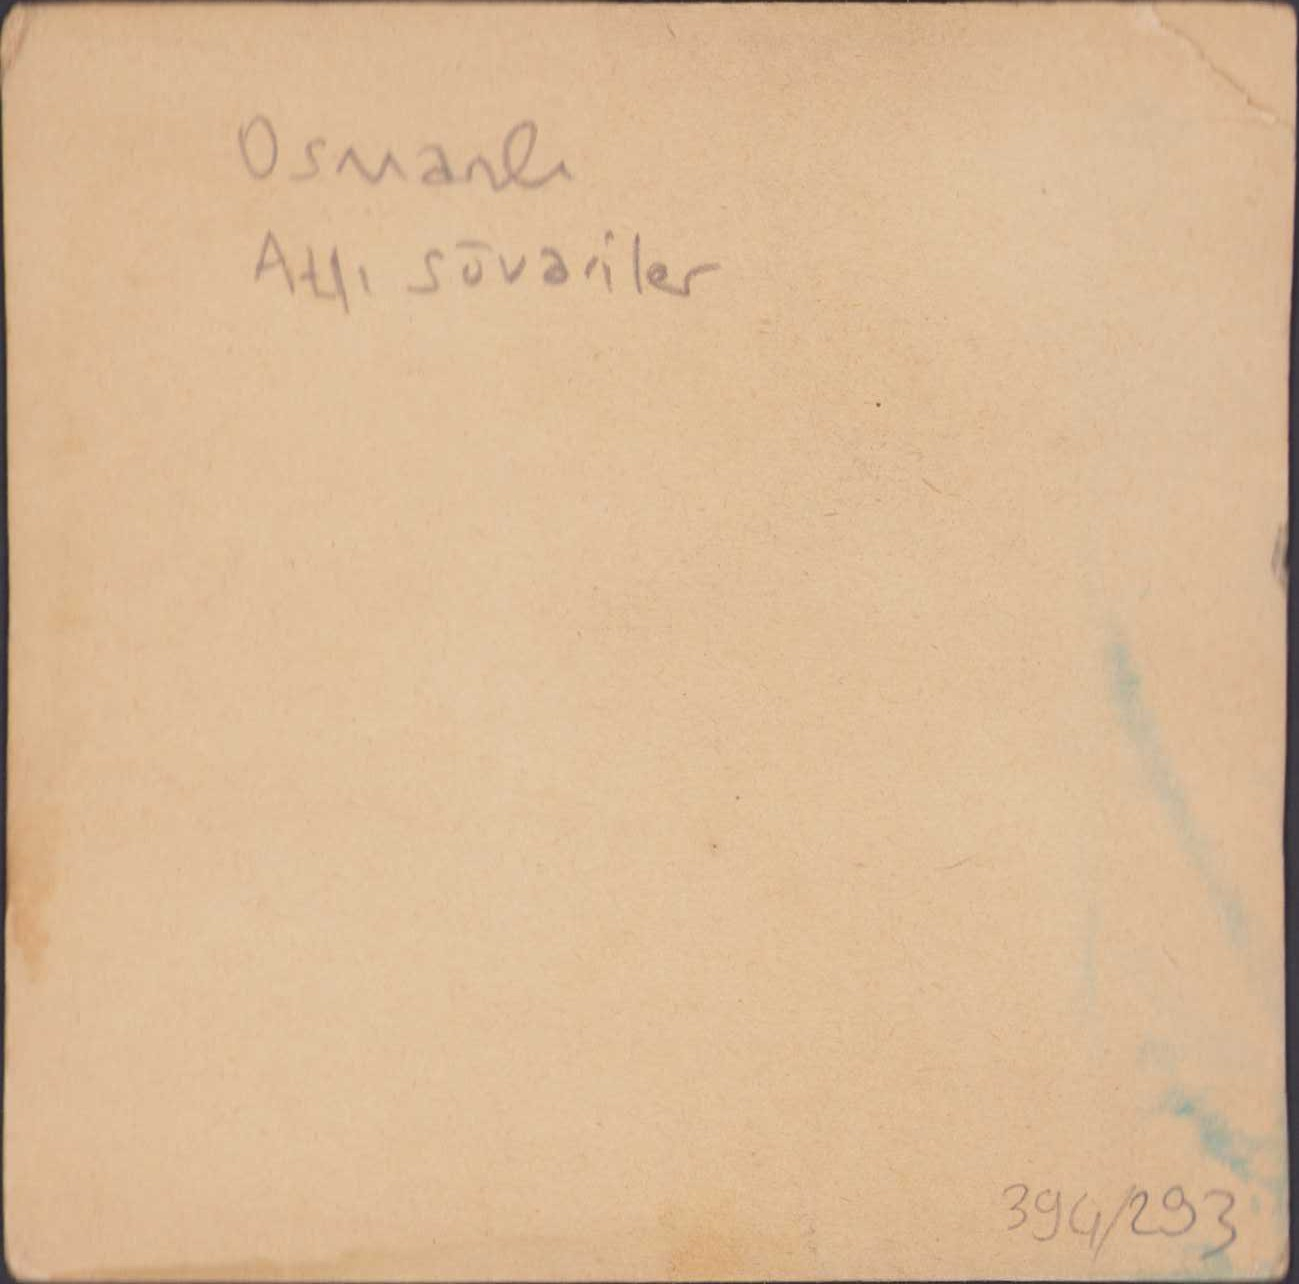 Osmanlı
Atlı süvariler
394/293